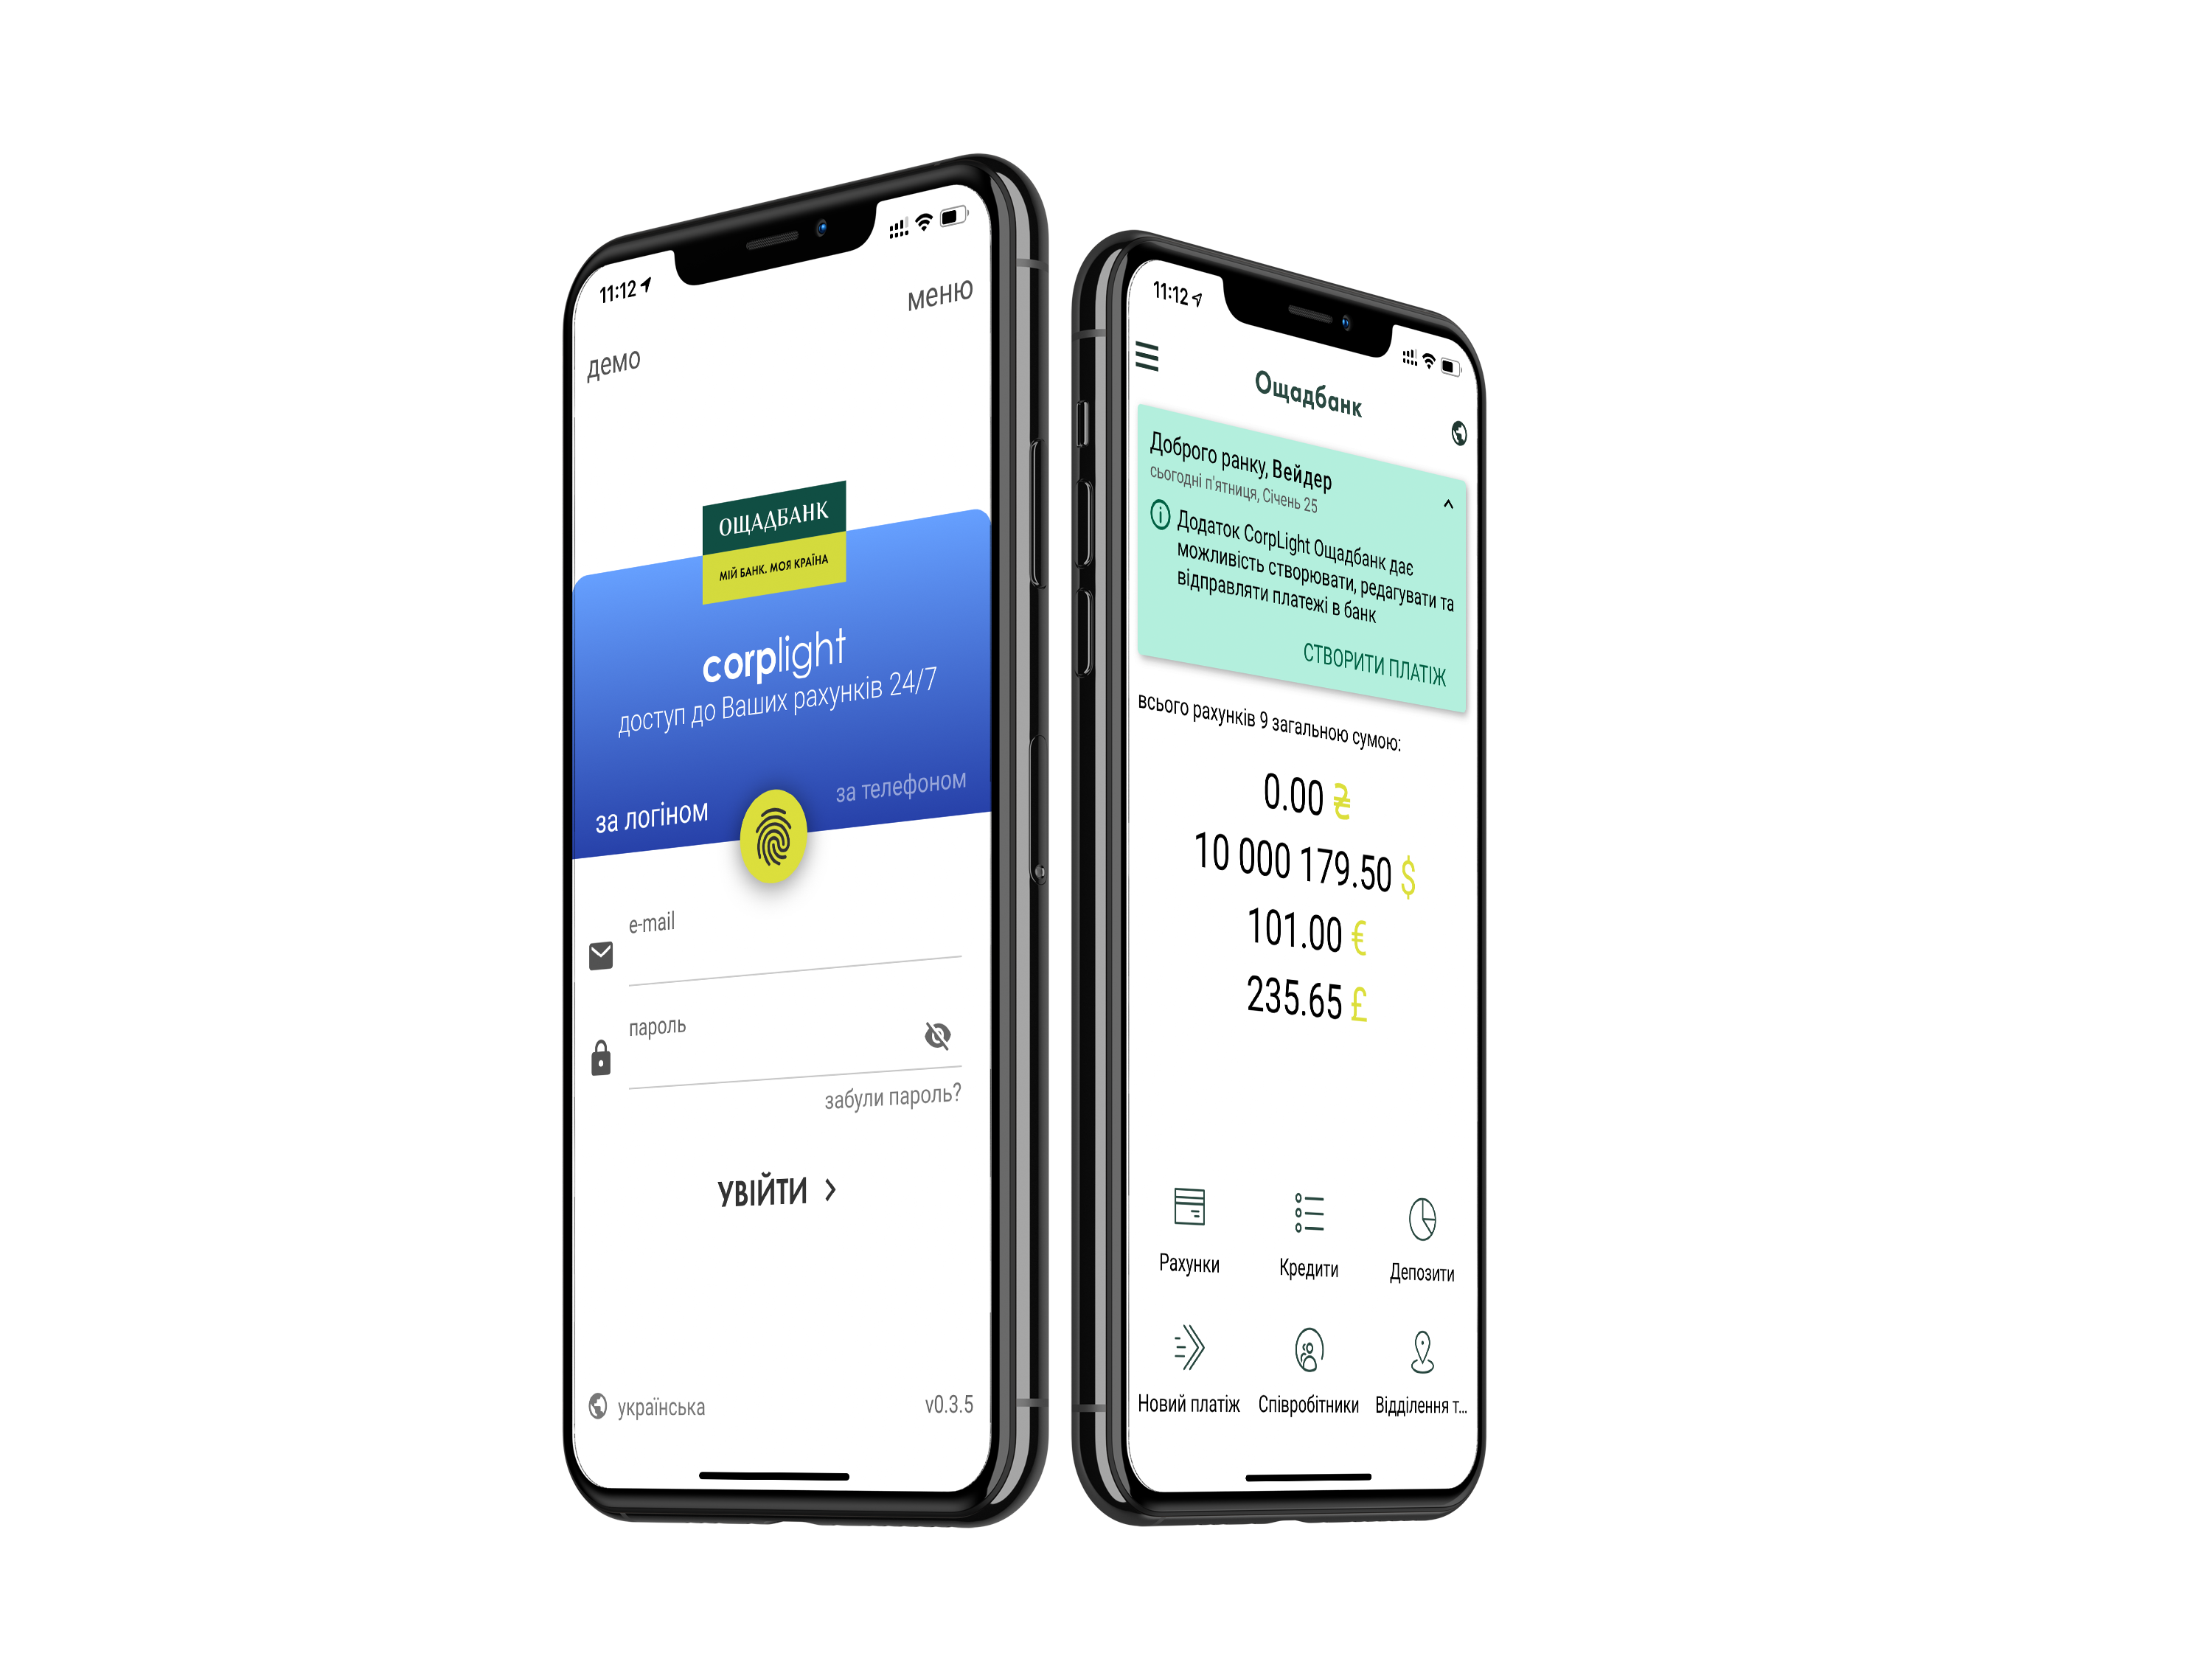 11:12
меню
демо
ОЩАДБАНК
МІЙ БАНК. МОЯ КРАЇНА
corplight
доступ до Ваших рахунків 24/7
за логіном
за телефоном
e-mail
пароль
забули пароль?
УВІЙТИ
українська
v0.3.5
11:12
Ощадбанк
Доброго ранку, Вейдер
сьогодні п'ятниця, Січень 25
Додаток CorpLight Ощадбанк дає
можливість створювати, редагувати та
відправляти платежі в банк
СТВОРИТИ ПЛАТІЖ
всього рахунків 9 загальною сумою:
0.00 ₴
10 000 179.50 $
101.00 €
235.65 £
Рахунки
Кредити
Депозити
Новий платіж
Співробітники
Відділення т...